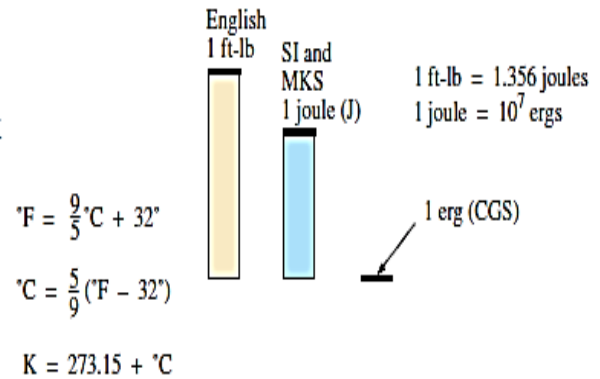 English
1 ft-lb
SI and
MKS
1 joule (J)
1 ft-lb = 1.356 joules
1 joule = 10⁷ ergs
1 erg (CGS)
°F = 9/5 °C + 32°
°C = 5/9 (°F – 32°)
K = 273.15 + °C